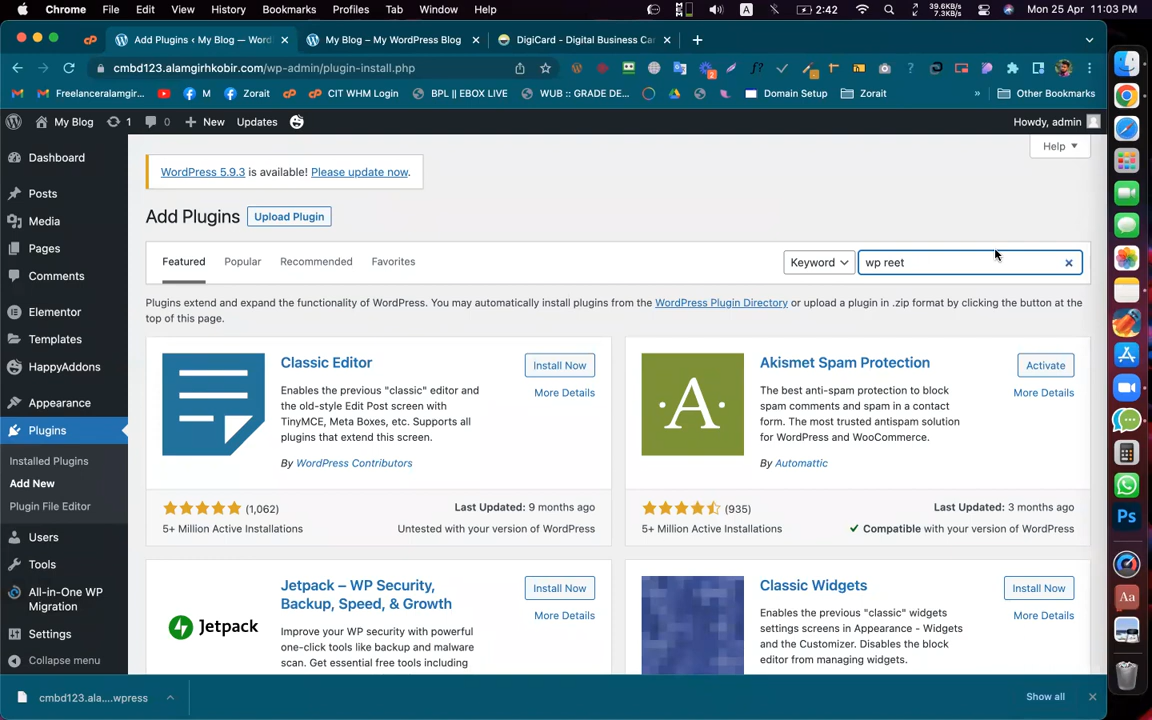 Chrome File Edit View History Bookmarks Profiles Tab Window Help 39.6KB/s 7.3KB/s A 2:42 Mon 25 Apr 11:03 PM
Add Plugins ‹ My Blog — Word × My Blog – My WordPress Blog × DigiCard - Digital Business Ca × +
cmbd123.alamgirhkobir.com/wp-admin/plugin-install.php
Freelanceralamgir... M CIT WHM Login BPL || EBOX LIVE WUB :: GRADE DE... Domain Setup Zorait » Other Bookmarks
My Blog 1 0 + New Updates Howdy, admin
Help
WordPress 5.9.3 is available! Please update now.
Add Plugins Upload Plugin
Featured Popular Recommended Favorites Keyword wp reet ×
Plugins extend and expand the functionality of WordPress. You may automatically install plugins from the WordPress Plugin Directory or upload a plugin in .zip format by clicking the button at the
top of this page.
Dashboard
Posts
Media
Pages
Comments
Elementor
Templates
HappyAddons
Appearance
Plugins
Installed Plugins
Add New
Plugin File Editor
Users
Tools
All-in-One WP
Migration
Settings
Collapse menu
Classic Editor
Install Now
More Details
Enables the previous "classic" editor and
the old-style Edit Post screen with
TinyMCE, Meta Boxes, etc. Supports all
plugins that extend this screen.
By WordPress Contributors
(1,062)
5+ Million Active Installations
Last Updated: 9 months ago
Untested with your version of WordPress
Akismet Spam Protection
Activate
More Details
The best anti-spam protection to block
spam comments and spam in a contact
form. The most trusted antispam solution
for WordPress and WooCommerce.
By Automattic
·A·
(935)
5+ Million Active Installations
Last Updated: 3 months ago
✔ Compatible with your version of WordPress
Jetpack
Jetpack – WP Security,
Backup, Speed, & Growth
Install Now
More Details
Improve your WP security with powerful
one-click tools like backup and malware
scan. Get essential free tools including
Classic Widgets
Install Now
More Details
Enables the previous "classic" widgets
settings screens in Appearance - Widgets
and the Customizer. Disables the block
editor from managing widgets.
cmbd123.ala....wpress
Show all ×
Ps
Aa